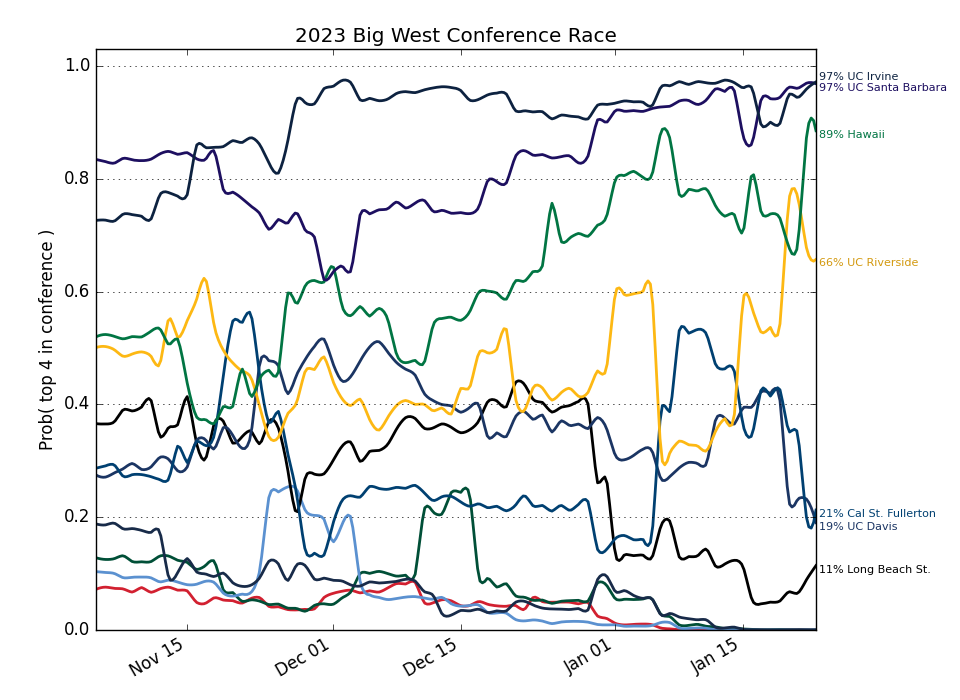 2023 Big West Conference Race
Prob( top 4 in conference )
1.0
0.8
0.6
0.4
0.2
0.0
Nov 15
Dec 01
Dec 15
Jan 01
Jan 15
97% UC Irvine
97% UC Santa Barbara
89% Hawaii
66% UC Riverside
21% Cal St. Fullerton
19% UC Davis
11% Long Beach St.